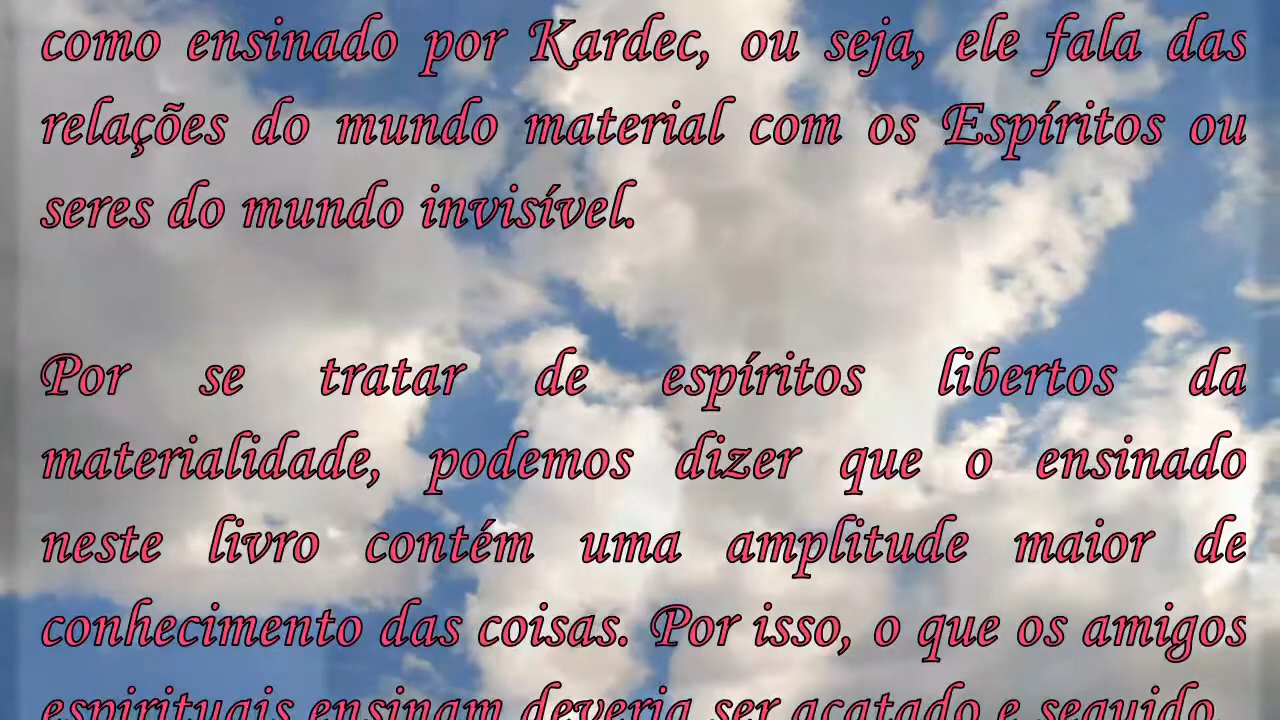 como ensinado por Kardec, ou seja, ele fala das
relações do mundo material com os Espíritos ou
seres do mundo invisível.
Por se tratar de espíritos libertos da
materialidade, podemos dizer que o ensinado
neste livro contém uma amplitude maior de
conhecimento das coisas. Por isso, o que os amigos
espirituais ensinam deveria ser acatado e seguido.